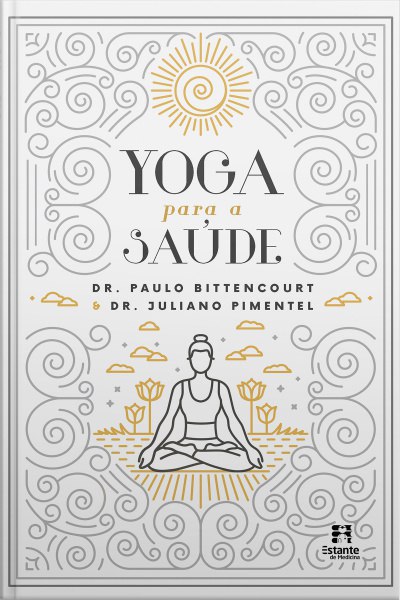 YOGA
para a
SAÚDE
DR. PAULO BITTENCOURT
& DR. JULIANO PIMENTEL
Estante
de Medicina